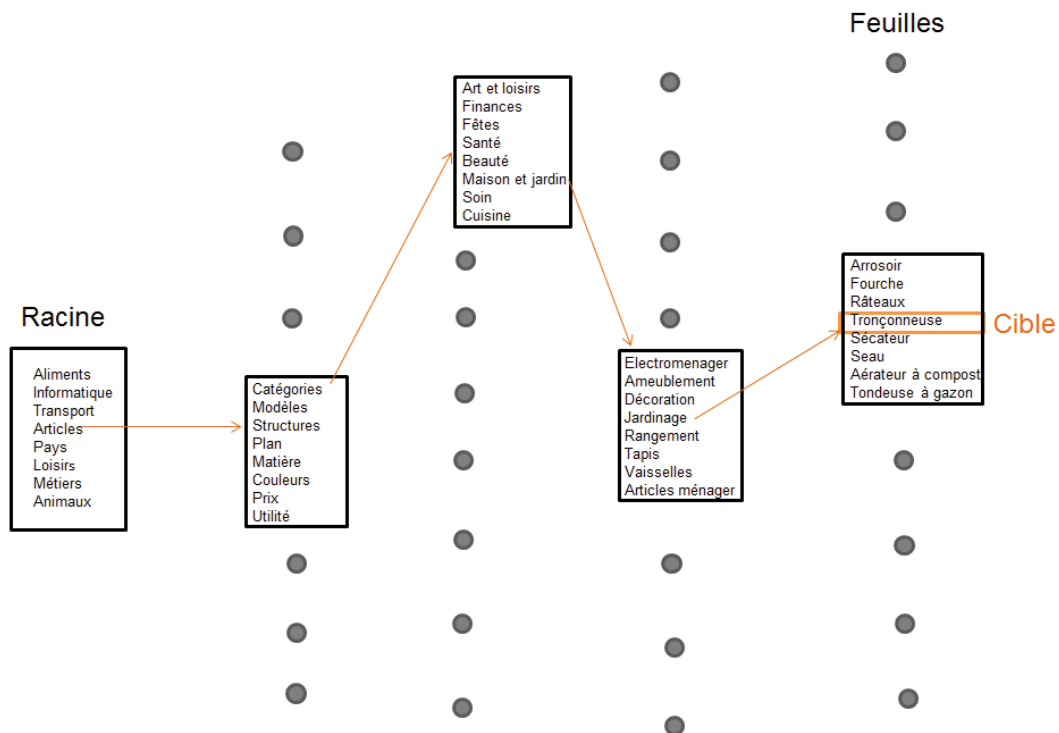 Racine
Aliments
Informatique
Transport
Articles
Pays
Loisirs
Métiers
Animaux
Catégories
Modèles
Structures
Plan
Matière
Couleurs
Prix
Utilité
Art et loisirs
Finances
Fêtes
Santé
Beauté
Maison et jardin
Soin
Cuisine
Electromenager
Ameublement
Décoration
Jardinage
Rangement
Tapis
Vaisselles
Articles ménager
Feuilles
Arrosoir
Fourche
Râteaux
Tronçonneuse
Sécateur
Seau
Aérateur à compost
Tondeuse à gazon
Cible